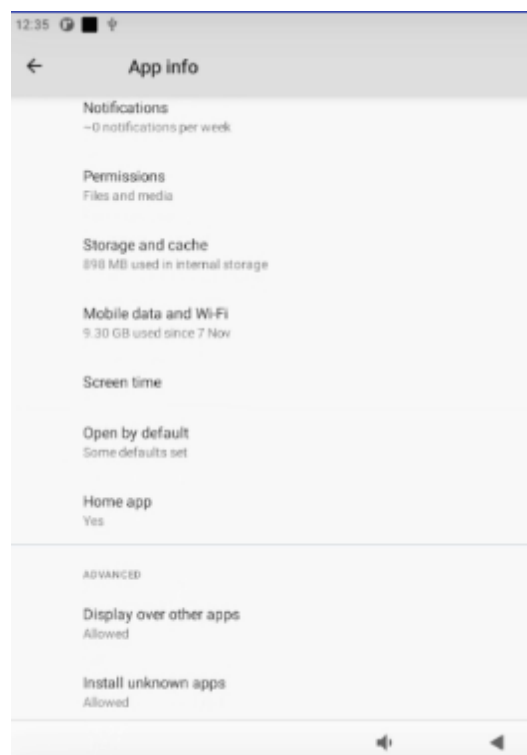 12:35
App info
Notifications
~0 notifications per week
Permissions
Files and media
Storage and cache
898 MB used in internal storage
Mobile data and Wi-Fi
9.30 GB used since 7 Nov
Screen time
Open by default
Some defaults set
Home app
Yes
ADVANCED
Display over other apps
Allowed
Install unknown apps
Allowed